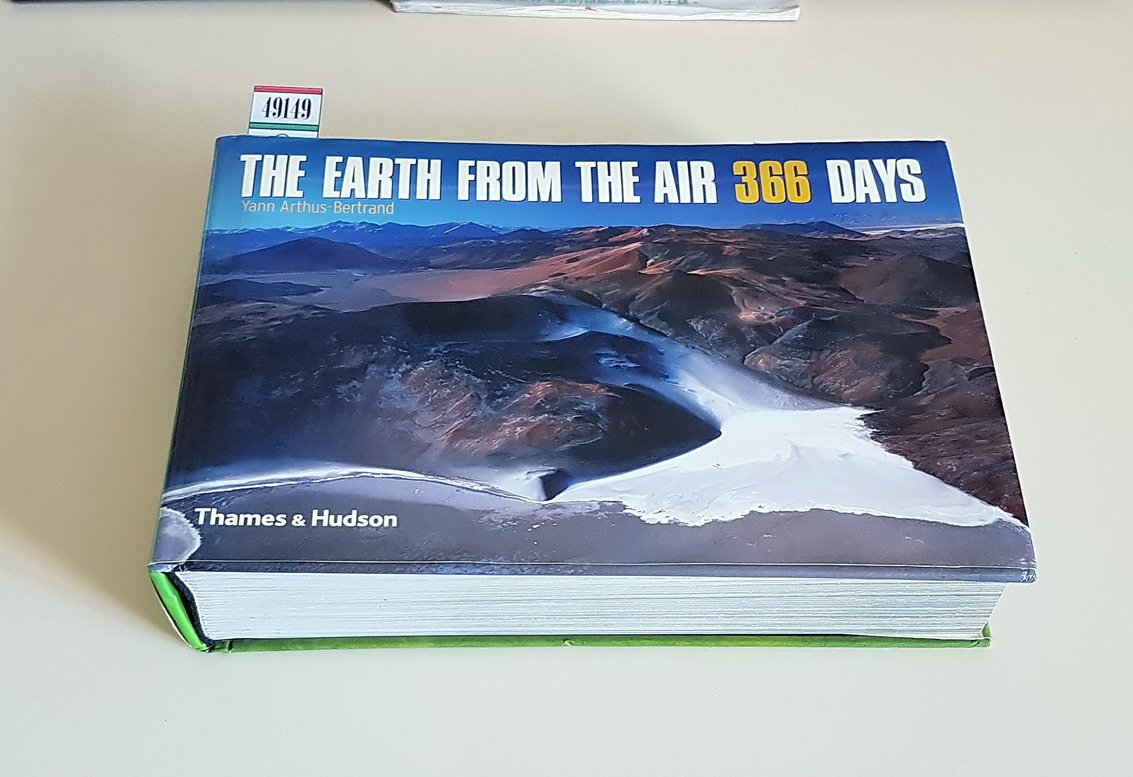 49149
THE EARTH FROM THE AIR 366 DAYS
Yann Arthus-Bertrand
Thames & Hudson